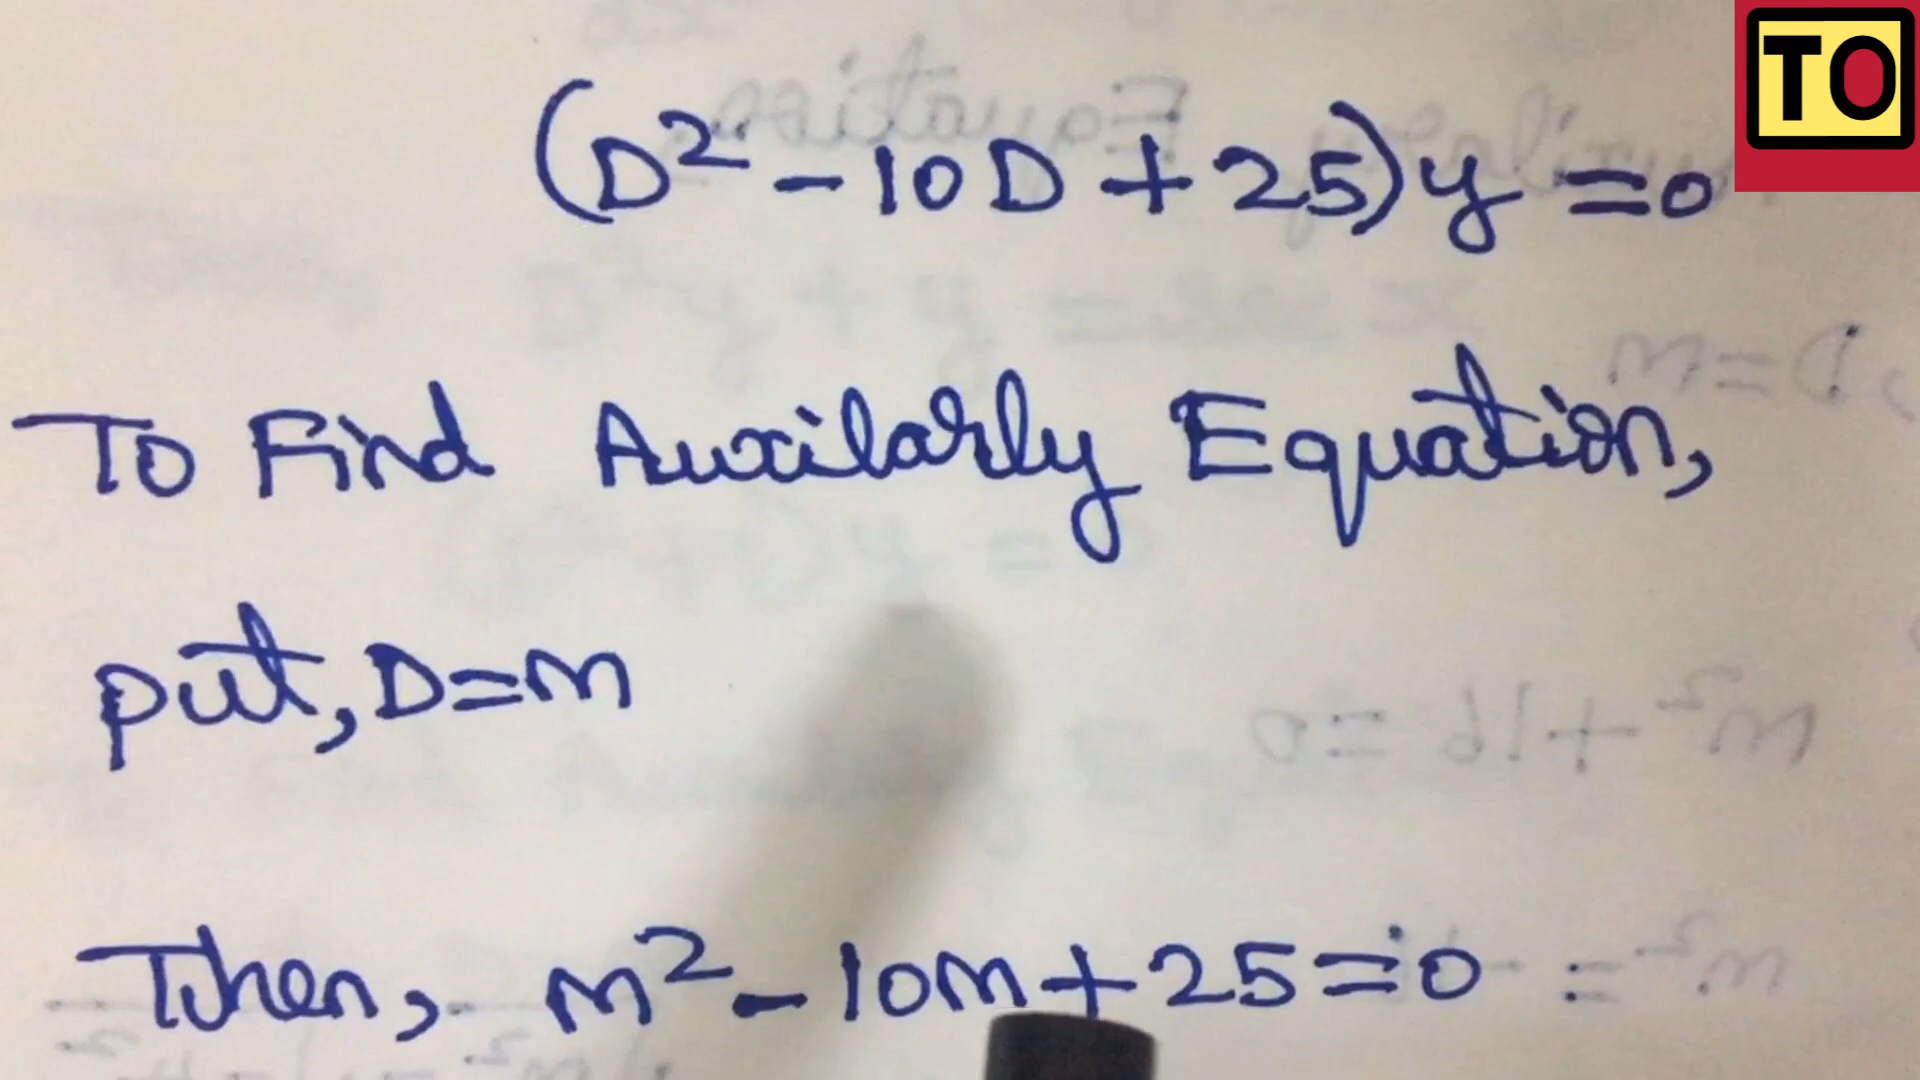 TO
(D² - 10D + 25)y = 0
To Find Auxilarly Equation,
put, D=m
Then, m² - 10m + 25 = 0